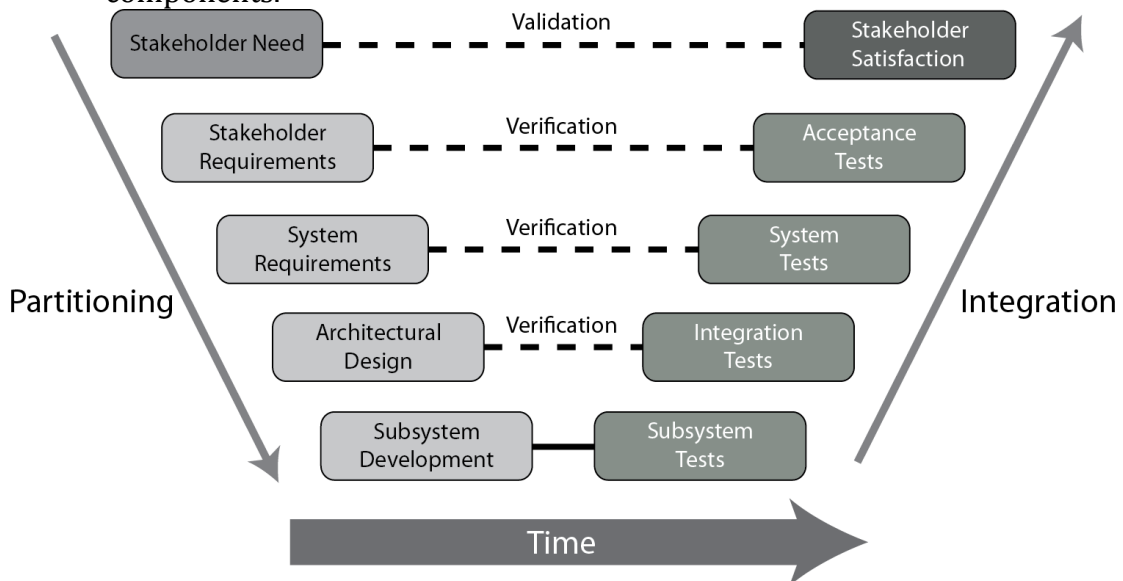 components.
Validation
Stakeholder Need
Stakeholder
Satisfaction
Verification
Stakeholder
Requirements
Acceptance
Tests
Verification
System
Requirements
System
Tests
Partitioning
Integration
Verification
Architectural
Design
Integration
Tests
Subsystem
Development
Subsystem
Tests
Time